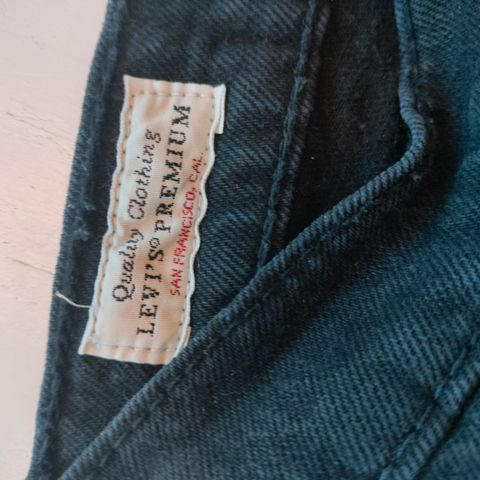 Quality Clothing
LEVI'S® PREMIUM
SAN FRANCISCO, CAL.